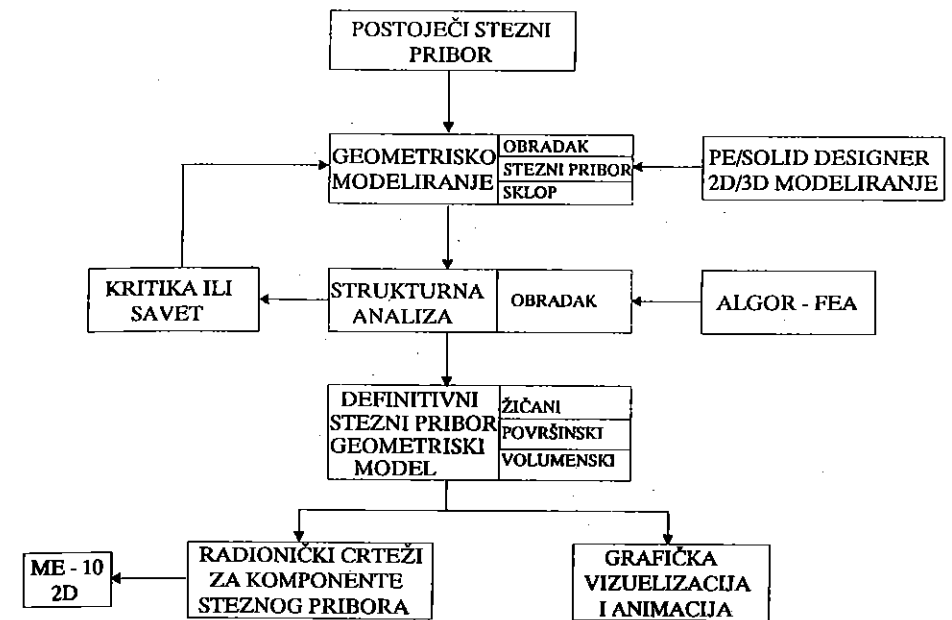 POSTOJEČI STEZNI
PRIBOR
GEOMETRISKO
MODELIRANJE
OBRADAK
STEZNI PRIBOR
SKLOP
PE/SOLID DESIGNER
2D/3D MODELIRANJE
KRITIKA ILI
SAVET
STRUKTURNA
ANALIZA
OBRADAK
ALGOR - FEA
DEFINITIVNI
STEZNI PRIBOR
GEOMETRISKI
MODEL
ŽIČANI
POVRŠINSKI
VOLUMENSKI
ME - 10
2D
RADIONIČKI CRTEŽI
ZA KOMPONENTE
STEZNOG PRIBORA
GRAFIČKA
VIZUELIZACIJA
I ANIMACIJA